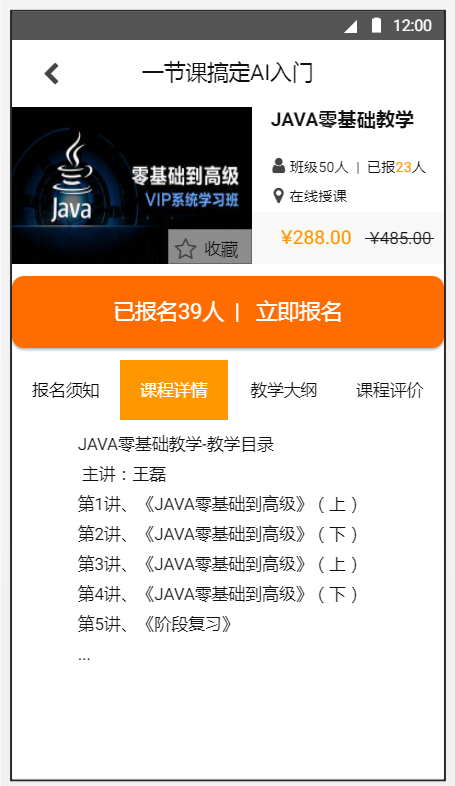 12:00
一节课搞定AI入门
JAVA零基础教学
零基础到高级
VIP系统学习班
Java
班级50人 | 已报23人
在线授课
收藏
¥288.00 ¥485.00
已报名39人 | 立即报名
报名须知 课程详情 教学大纲 课程评价
JAVA零基础教学-教学目录
主讲：王磊
第1讲、《JAVA零基础到高级》（上）
第2讲、《JAVA零基础到高级》（下）
第3讲、《JAVA零基础到高级》（上）
第4讲、《JAVA零基础到高级》（下）
第5讲、《阶段复习》
...